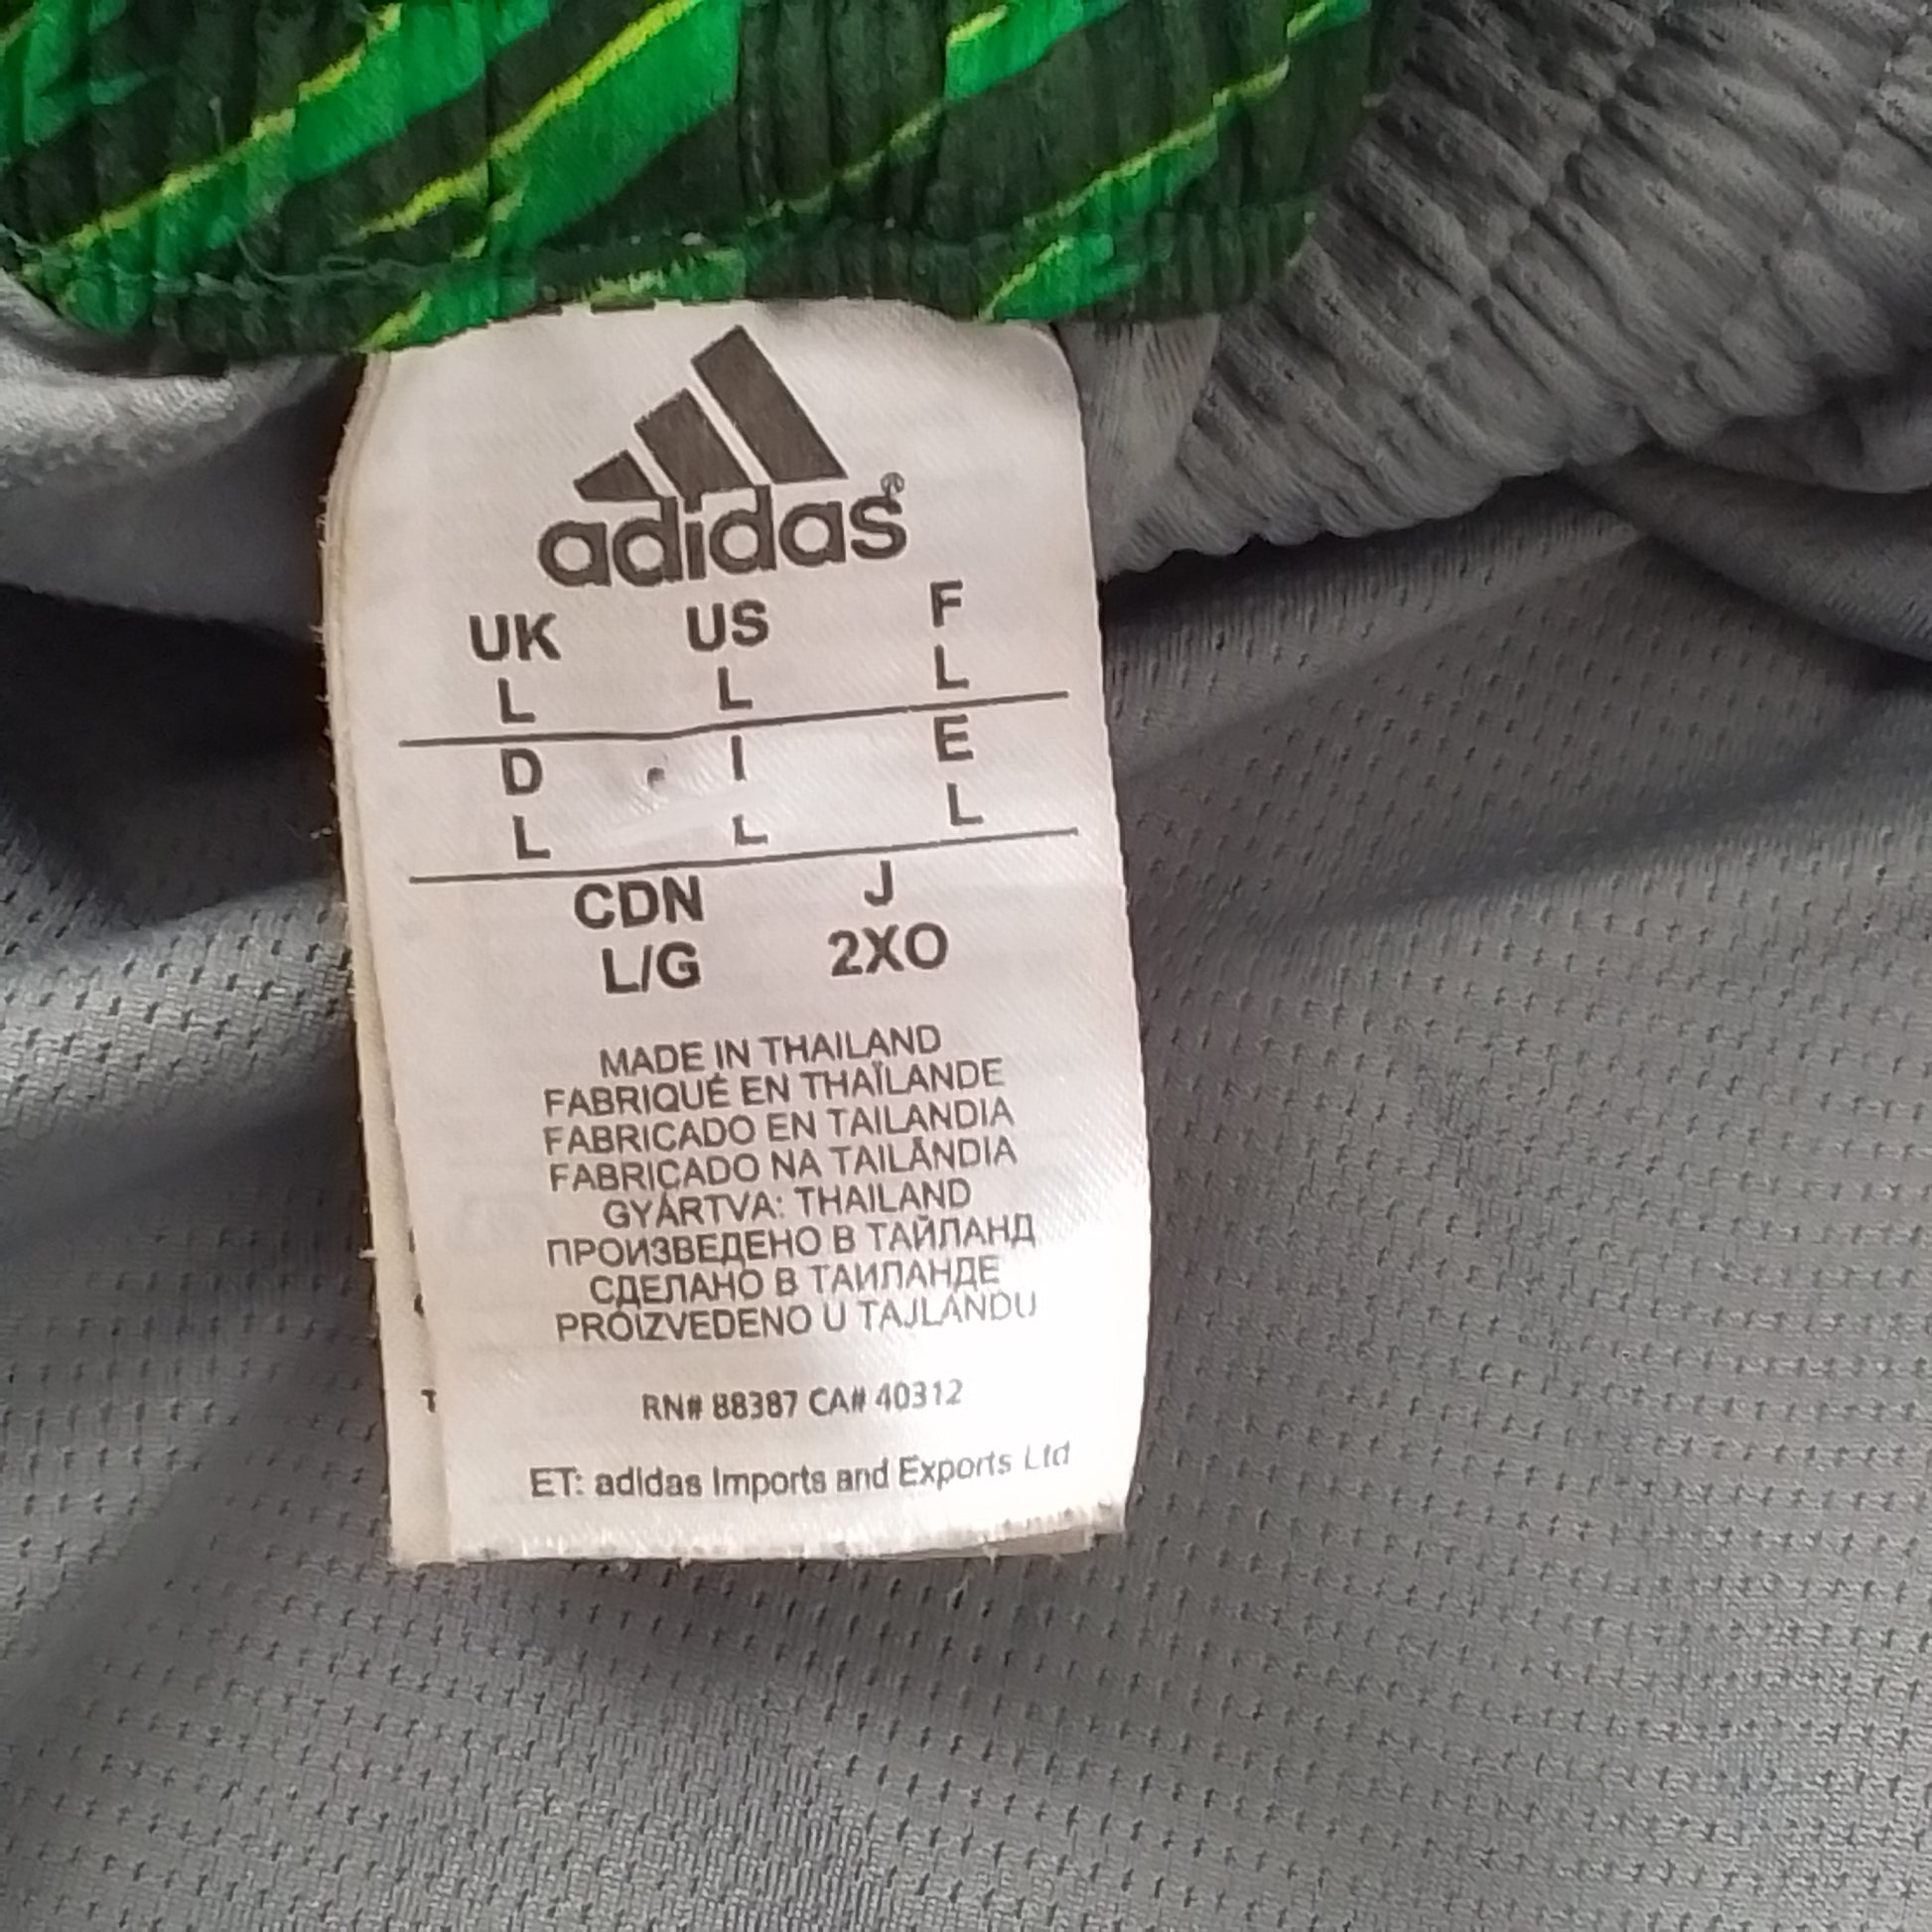 adidas®
UK US F
L L L
D I E
L L L
CDN J
L/G 2XO
MADE IN THAILAND
FABRIQUÉ EN THAÏLANDE
FABRICADO EN TAILANDIA
FABRICADO NA TAILÂNDIA
GYÁRTVA: THAILAND
ПРОИЗВЕДЕНО В ТАЙЛАНД
СДЕЛАНО В ТАИЛАНДЕ
PROIZVEDENO U TAJLANDU
RN# 88387 CA# 40312
ET: adidas Imports and Exports Ltd